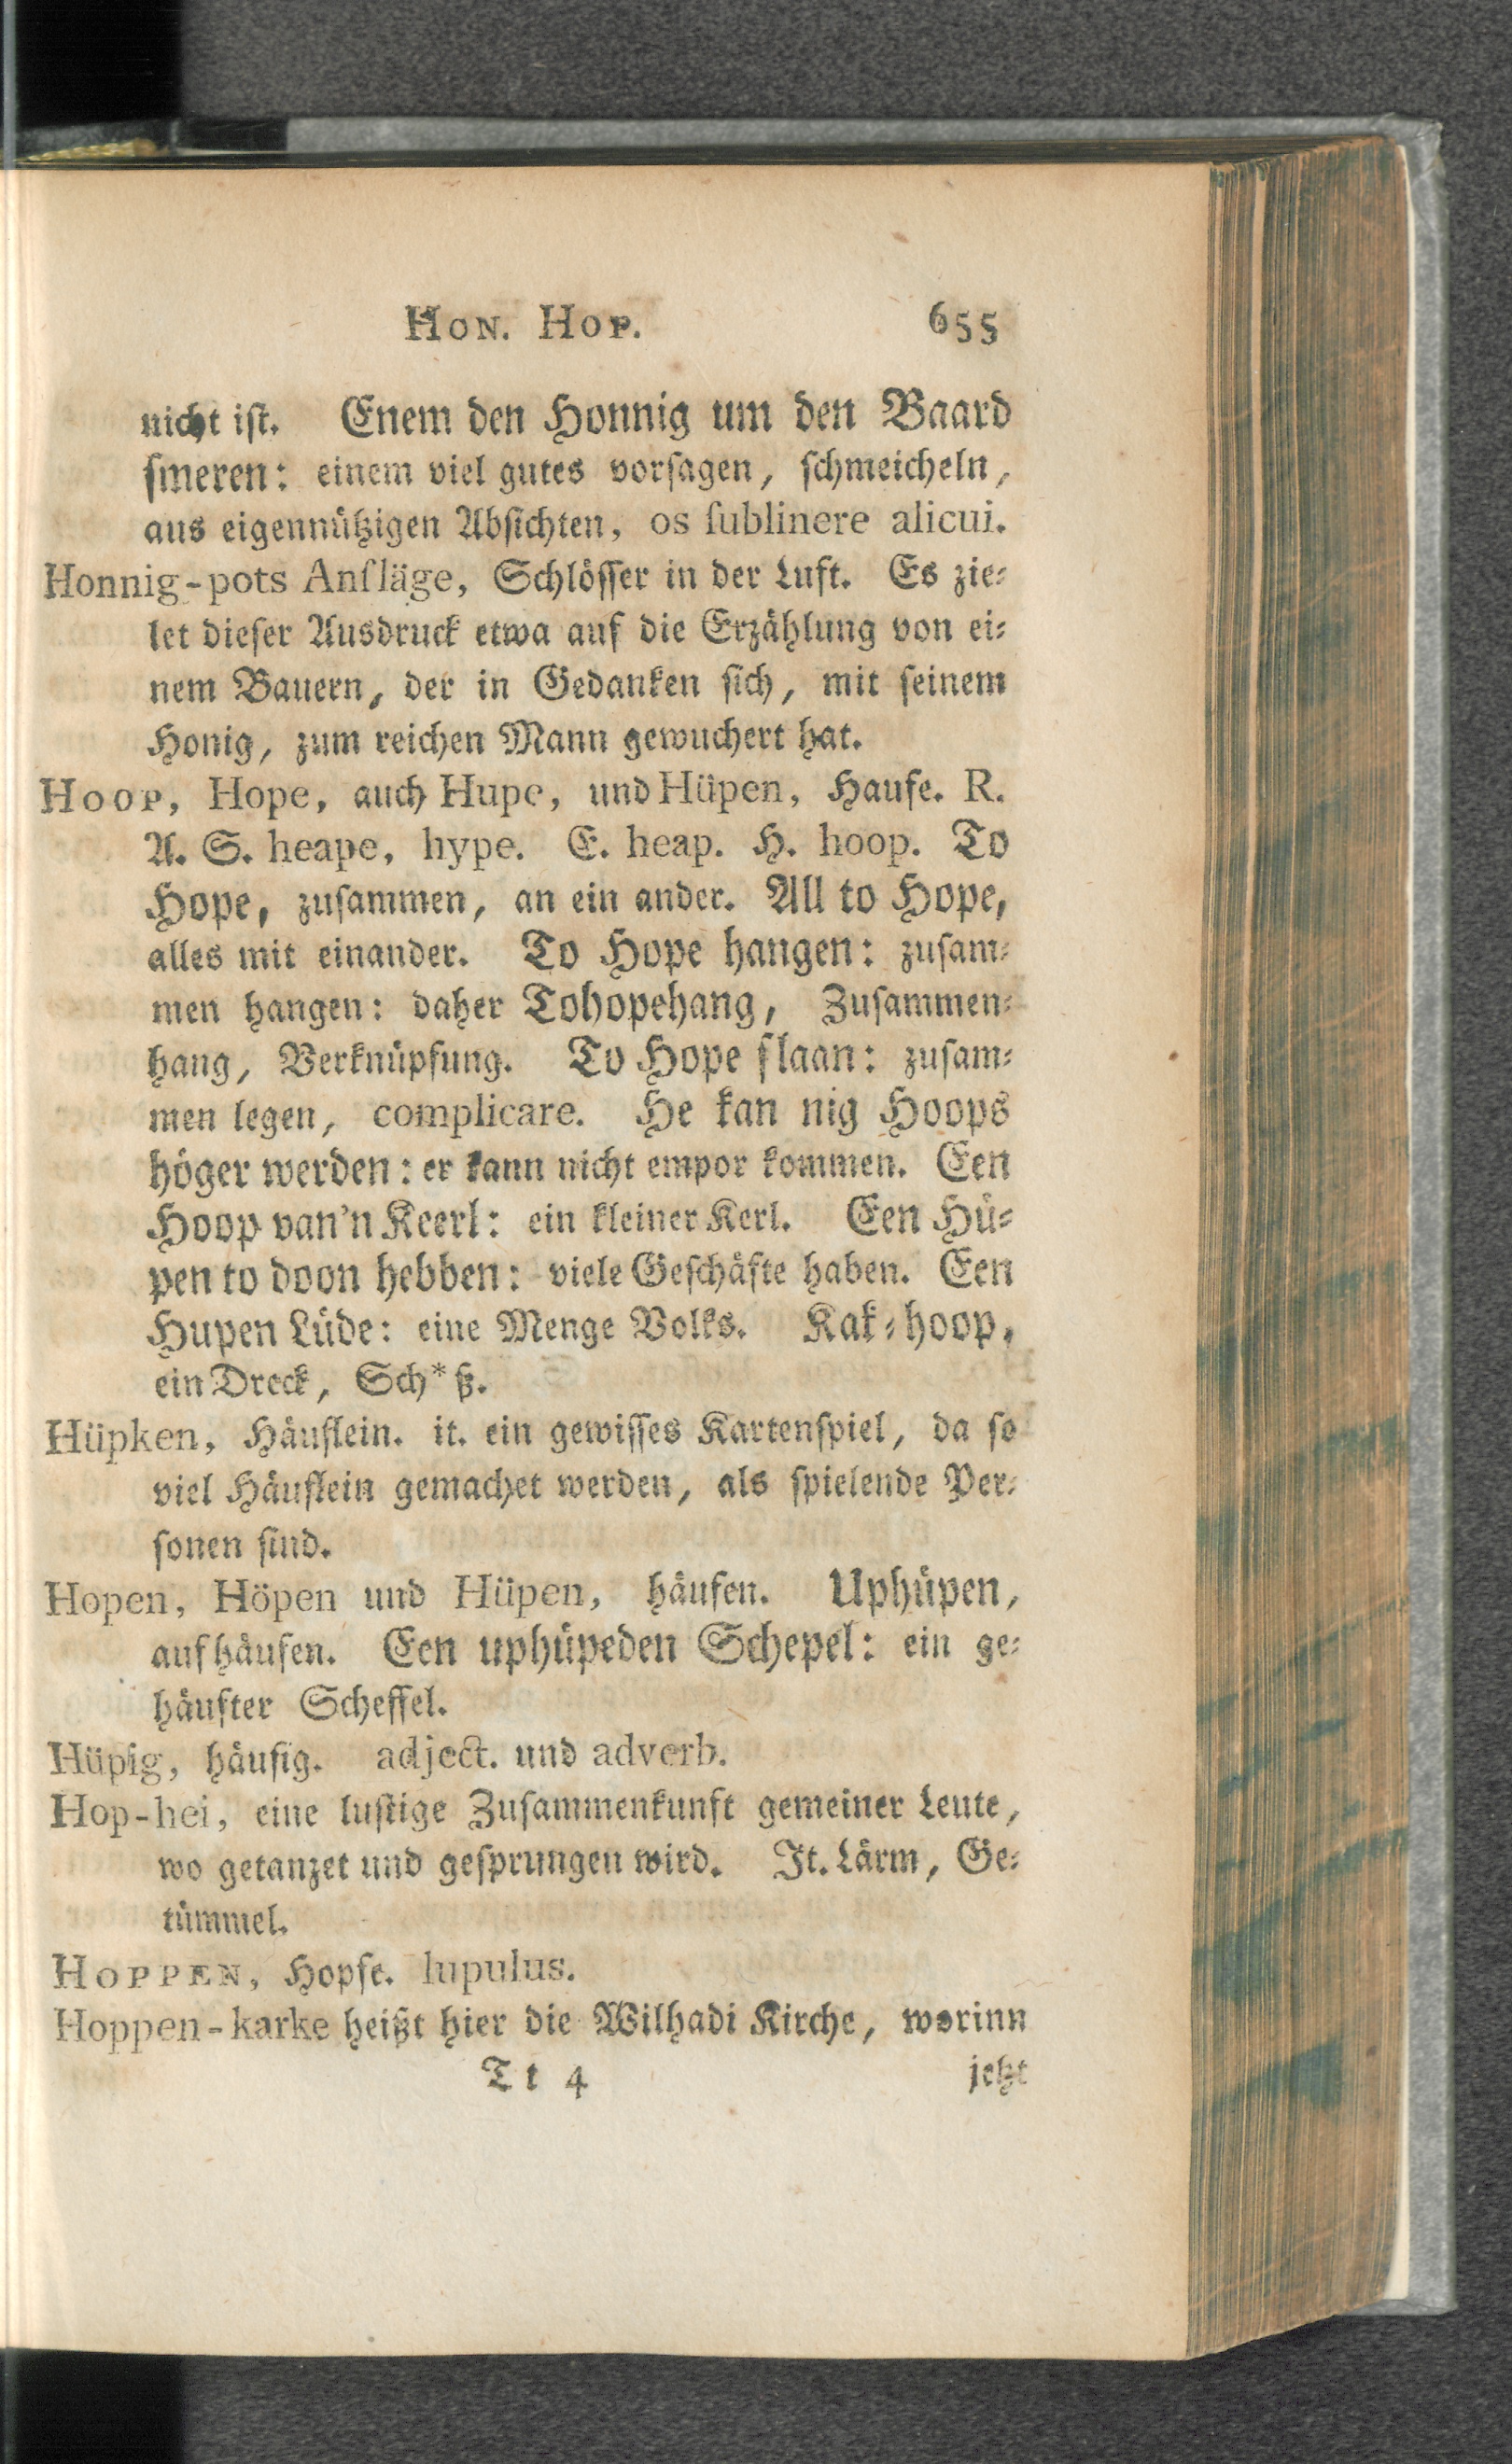 HON. HOP. 655
nicht iſt. Enem den Honnig um den Baard
ſmeren: einem viel gutes vorſagen, ſchmeicheln,
aus eigennützigen Abſichten, os ſublinere alicui.
Honnig-pots Anſläge, Schlöſſer in der Luft. Es zie-
let dieſer Ausdruck etwa auf die Erzählung von ei-
nem Bauern, der in Gedanken ſich, mit ſeinem
Honig, zum reichen Mann gewuchert hat.
HOOP, Hope, auch Hupe, und Hüpen, Haufe. R.
A. S. heape, hype. E. heap. H. hoop. To
Hope, zuſammen, an ein ander. All to Hope,
alles mit einander. To Hope hangen: zuſam-
men hangen: daher Tohopehang, Zuſammen-
hang, Verknüpfung. To Hope ſlaan: zuſam-
men legen, complicare. He kan nig Hoops
höger werden: er kann nicht empor kommen. Een
Hoop van'n Keerl: ein kleiner Kerl. Een Hü-
pen to doon hebben: viele Geſchäfte haben. Een
Hupen Lüde: eine Menge Volks. Kak-hoop,
ein Dreck, Sch*ß.
Hüpken, Häuflein. it. ein gewiſſes Kartenſpiel, da ſo
viel Häuflein gemachet werden, als ſpielende Per-
ſonen ſind.
Hopen, Höpen und Hüpen, häufen. Uphüpen,
aufhäufen. Een uphüpeden Schepel: ein ge-
häufter Scheffel.
Hüpig, häufig. adject. und adverb.
Hop-hei, eine luſtige Zuſammenkunft gemeiner Leute,
wo getanzet und geſprungen wird. It. Lärm, Ge-
tümmel.
HOPPEN, Hopfe. lupulus.
Hoppen-karke heißt hier die Wilhadi Kirche, worinn
Tt 4 jetzt